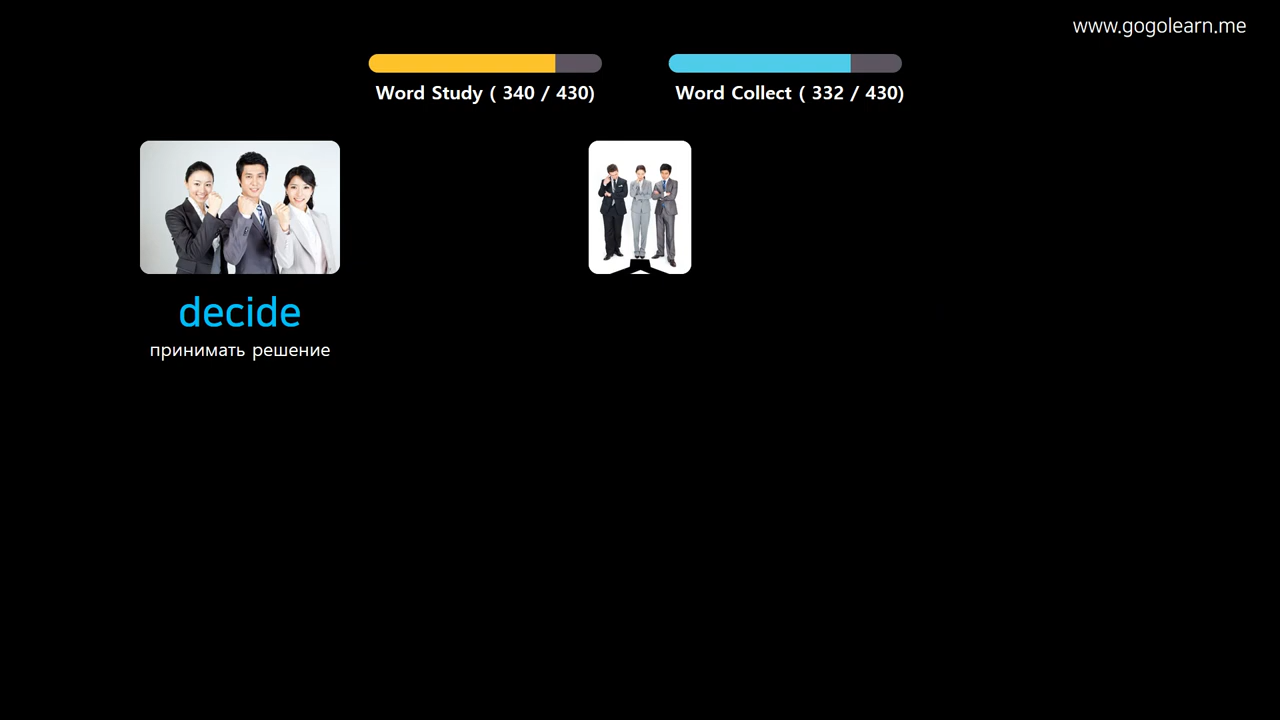 www.gogolearn.me
Word Study ( 340 / 430)
Word Collect ( 332 / 430)
decide
принимать решение